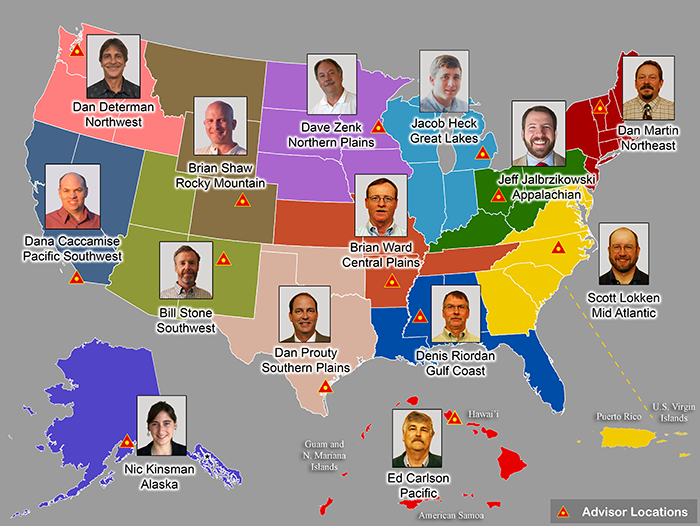 Dan Determan
Northwest
Brian Shaw
Rocky Mountain
Dave Zenk
Northern Plains
Jacob Heck
Great Lakes
Dan Martin
Northeast
Jeff Jalbrzikowski
Appalachian
Dana Caccamise
Pacific Southwest
Bill Stone
Southwest
Brian Ward
Central Plains
Scott Lokken
Mid Atlantic
Dan Prouty
Southern Plains
Denis Riordan
Gulf Coast
Nic Kinsman
Alaska
Guam and
N. Mariana
Islands
Hawai'i
Ed Carlson
Pacific
American Samoa
Puerto Rico
U.S. Virgin
Islands
Advisor Locations